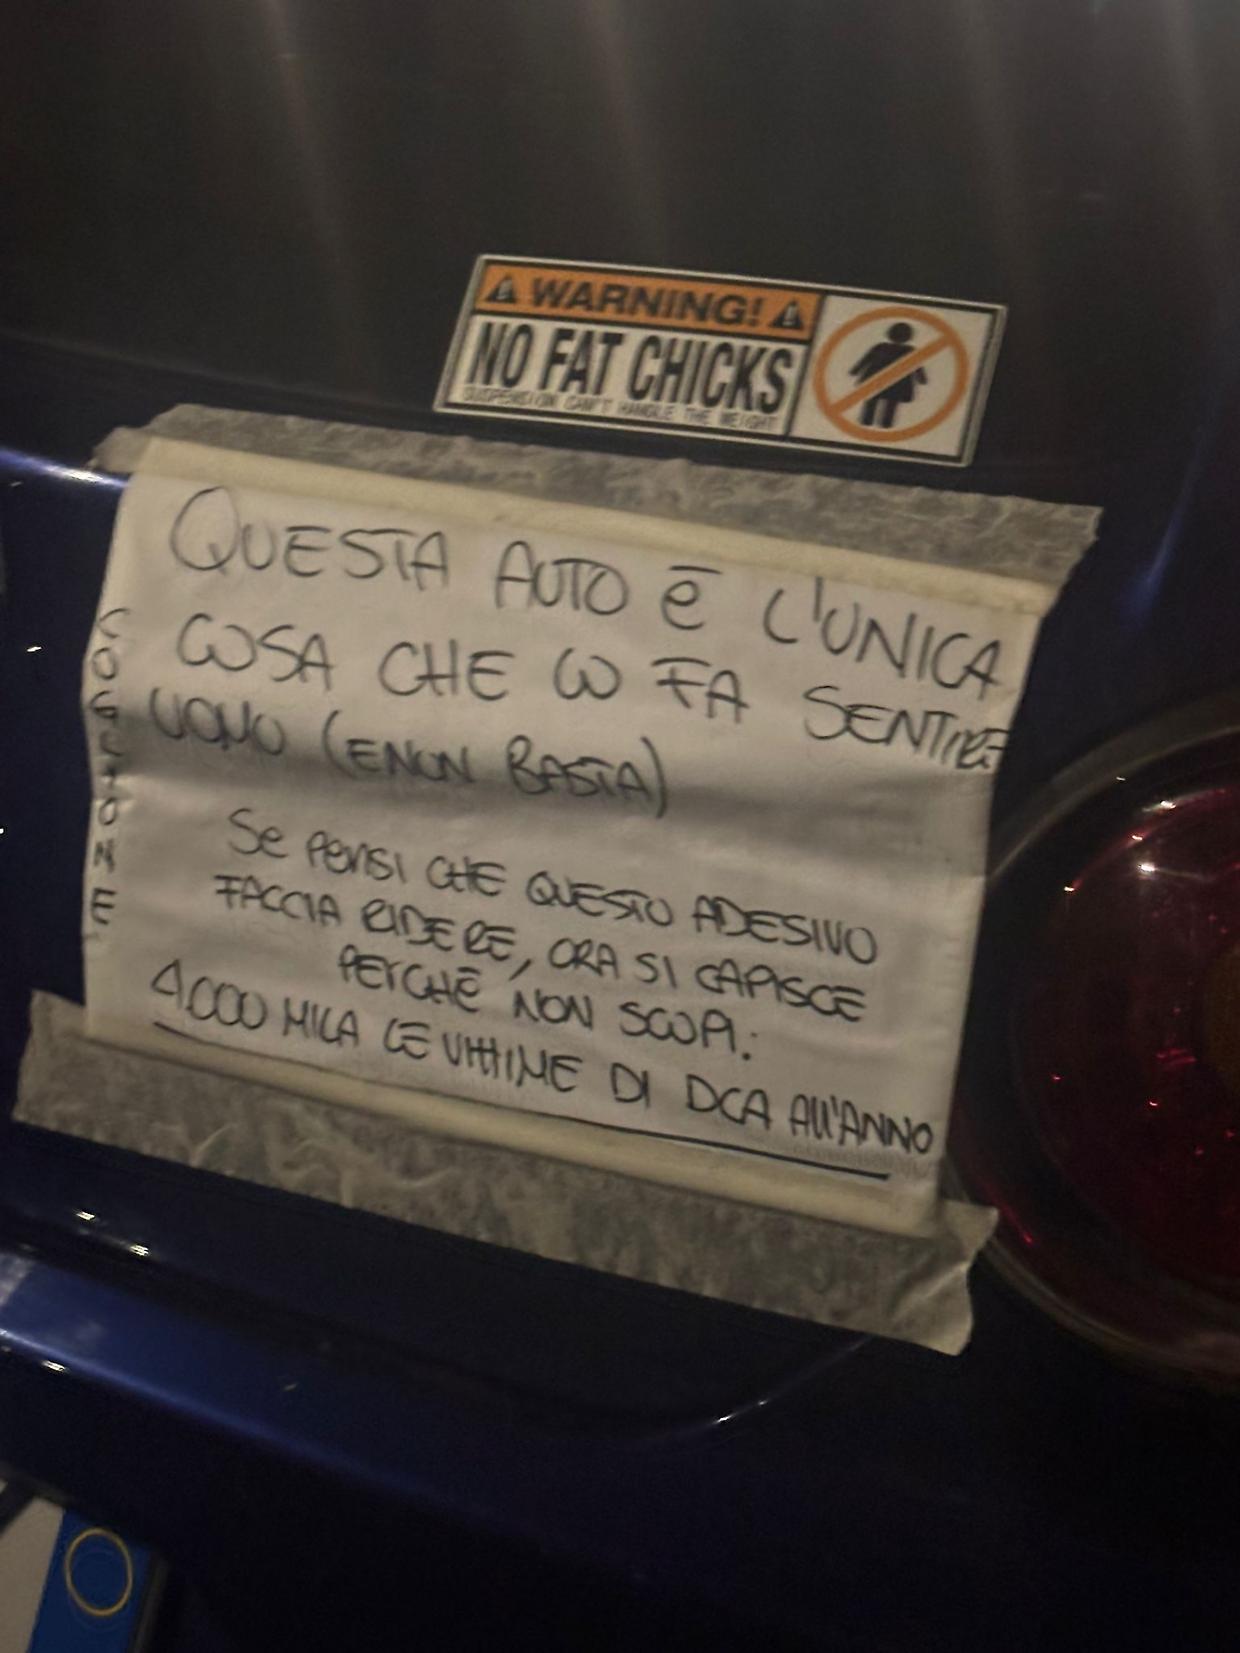 WARNING!
NO FAT CHICKS
SUSPENSION CAN'T HANDLE THE WEIGHT
QUESTA AUTO È L'UNICA
COSA CHE LO FA SENTIRE
UOMO (E NON BASTA)
Se PENSI CHE QUESTO ADESIVO
FACCIA RIDERE, ORA SI CAPISCE
PERCHÈ NON SCOPI:
4.000 MILA LE VITTIME DI DCA All'ANNO
COGLIONE